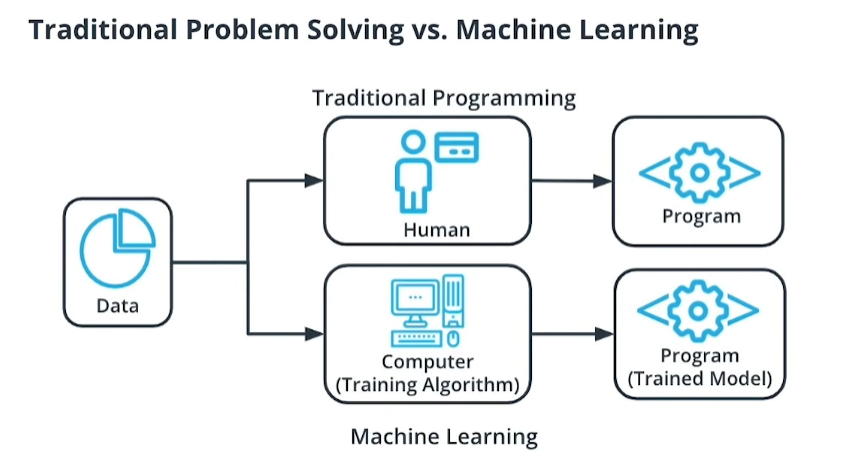 Traditional Problem Solving vs. Machine Learning
Traditional Programming
Human
Program
Data
Computer
(Training Algorithm)
Program
(Trained Model)
Machine Learning